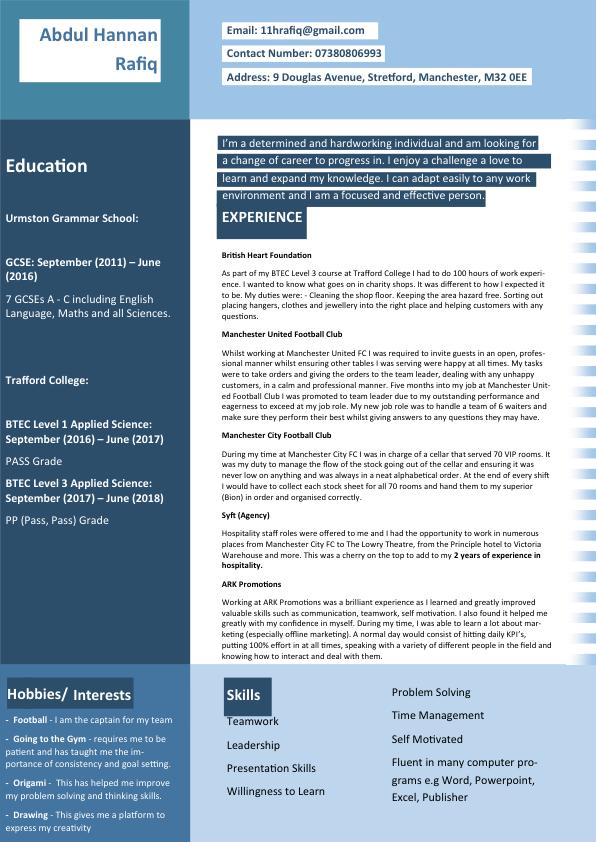 Abdul Hannan
Rafiq
Email: 11hrafiq@gmail.com
Contact Number: 07380806993
Address: 9 Douglas Avenue, Stretford, Manchester, M32 0EE
Education
Urmston Grammar School:
GCSE: September (2011) – June
(2016)
7 GCSEs A - C including English
Language, Maths and all Sciences.
Trafford College:
BTEC Level 1 Applied Science:
September (2016) – June (2017)
PASS Grade
BTEC Level 3 Applied Science:
September (2017) – June (2018)
PP (Pass, Pass) Grade
I’m a determined and hardworking individual and am looking for
a change of career to progress in. I enjoy a challenge a love to
learn and expand my knowledge. I can adapt easily to any work
environment and I am a focused and effective person.
EXPERIENCE
British Heart Foundation
As part of my BTEC Level 3 course at Trafford College I had to do 100 hours of work experi-
ence. I wanted to know what goes on in charity shops. It was different to how I expected it
to be. My duties were: - Cleaning the shop floor. Keeping the area hazard free. Sorting out
placing hangers, clothes and jewellery into the right place and helping customers with any
questions.
Manchester United Football Club
Whilst working at Manchester United FC I was required to invite guests in an open, profes-
sional manner whilst ensuring other tables I was serving were happy at all times. My tasks
were to take orders and giving the orders to the team leader, dealing with any unhappy
customers, in a calm and professional manner. Five months into my job at Manchester Unit-
ed Football Club I was promoted to team leader due to my outstanding performance and
eagerness to exceed at my job role. My new job role was to handle a team of 6 waiters and
make sure they perform their best whilst giving answers to any questions they may have.
Manchester City Football Club
During my time at Manchester City FC I was in charge of a cellar that served 70 VIP rooms. It
was my duty to manage the flow of the stock going out of the cellar and ensuring it was
never low on anything and was always in a neat alphabetical order. At the end of every shift
I would have to collect each stock sheet for all 70 rooms and hand them to my superior
(Bion) in order and organised correctly.
Syft (Agency)
Hospitality staff roles were offered to me and I had the opportunity to work in numerous
places from Manchester City FC to The Lowry Theatre, from the Principle hotel to Victoria
Warehouse and more. This was a cherry on the top to add to my 2 years of experience in
hospitality.
ARK Promotions
Working at ARK Promotions was a brilliant experience as I learned and greatly improved
valuable skills such as communication, teamwork, self motivation. I also found it helped me
greatly with my confidence in myself. During my time, I was able to learn a lot about mar-
keting (especially offline marketing). A normal day would consist of hitting daily KPI’s,
putting 100% effort in at all times, speaking with a variety of different people in the field and
knowing how to interact and deal with them.
Hobbies/ Interests
- Football - I am the captain for my team
- Going to the Gym - requires me to be
patient and has taught me the im-
portance of consistency and goal setting.
- Origami - This has helped me improve
my problem solving and thinking skills.
- Drawing - This gives me a platform to
express my creativity
Skills
Teamwork
Leadership
Presentation Skills
Willingness to Learn
Problem Solving
Time Management
Self Motivated
Fluent in many computer pro-
grams e.g Word, Powerpoint,
Excel, Publisher